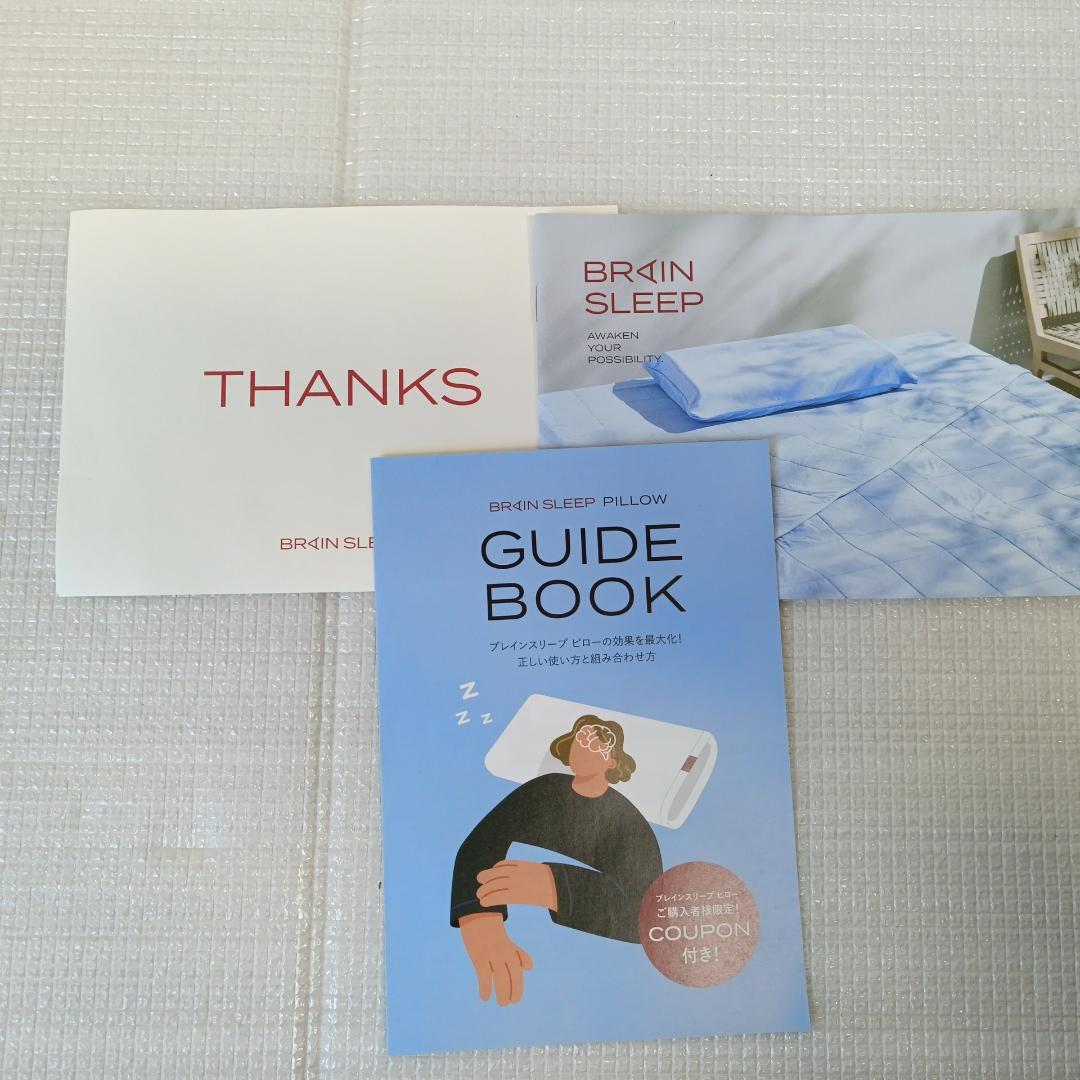 THANKS
BRAIN SLE
BRAIN
SLEEP
AWAKEN
YOUR
POSSIBILITY.
BRAIN SLEEP PILLOW
GUIDE
BOOK
ブレインスリープ ピローの効果を最大化!
正しい使い方と組み合わせ方
z
z z
ブレインスリープ ピロー
ご購入者様限定!
COUPON
付き!